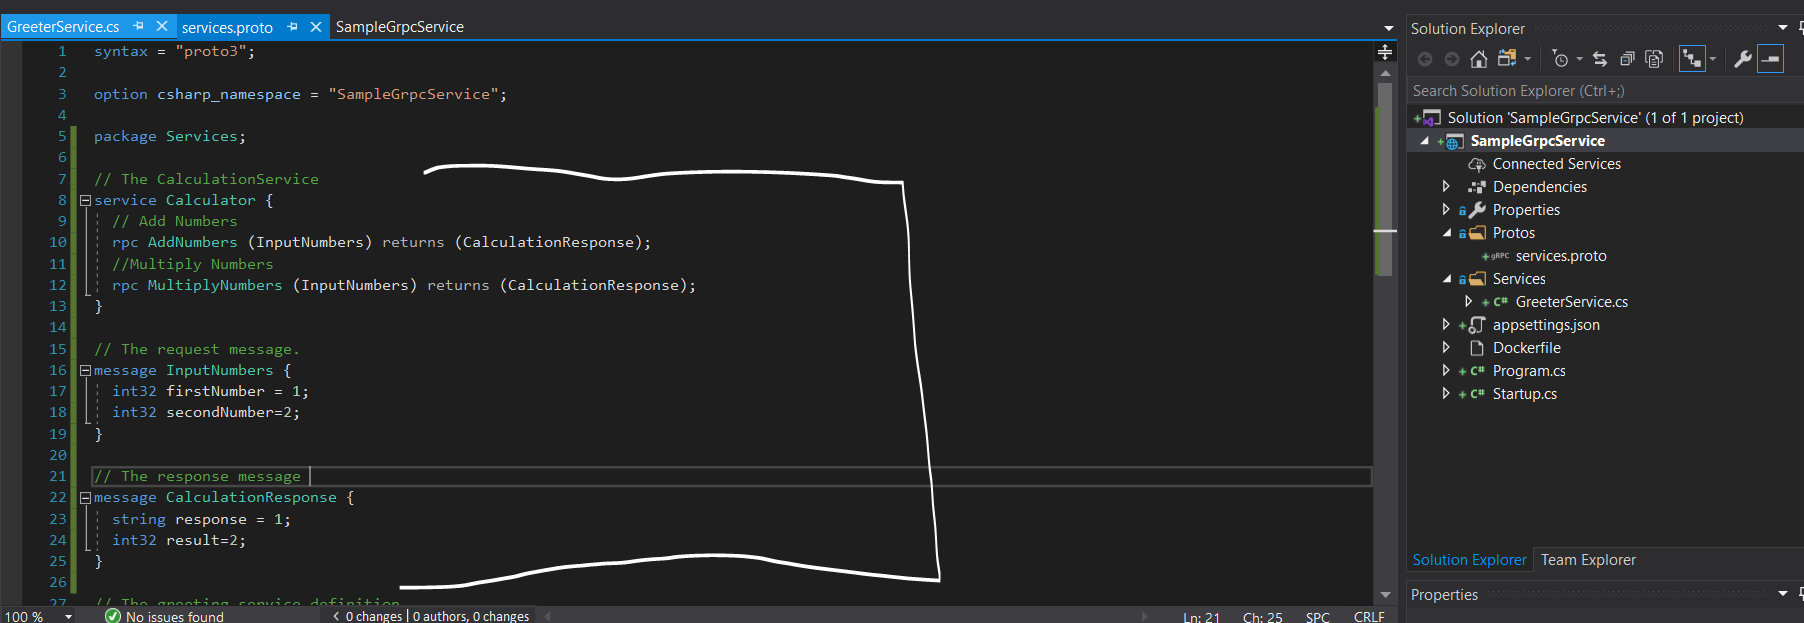 GreeterService.cs services.proto SampleGrpcService
1 syntax = "proto3";
2
3 option csharp_namespace = "SampleGrpcService";
4
5 package Services;
6
7 // The CalculationService
8 service Calculator {
9 // Add Numbers
10 rpc AddNumbers (InputNumbers) returns (CalculationResponse);
11 //Multiply Numbers
12 rpc MultiplyNumbers (InputNumbers) returns (CalculationResponse);
13 }
14
15 // The request message.
16 message InputNumbers {
17 int32 firstNumber = 1;
18 int32 secondNumber=2;
19 }
20
21 // The response message
22 message CalculationResponse {
23 string response = 1;
24 int32 result=2;
25 }
26
27 // The greeting service definition
100 % No issues found 0 changes | 0 authors, 0 changes Ln: 21 Ch: 25 SPC CRLF
Solution Explorer
Search Solution Explorer (Ctrl+;)
Solution 'SampleGrpcService' (1 of 1 project)
SampleGrpcService
Connected Services
Dependencies
Properties
Protos
gRPC services.proto
Services
C# GreeterService.cs
appsettings.json
Dockerfile
C# Program.cs
C# Startup.cs
Solution Explorer Team Explorer
Properties